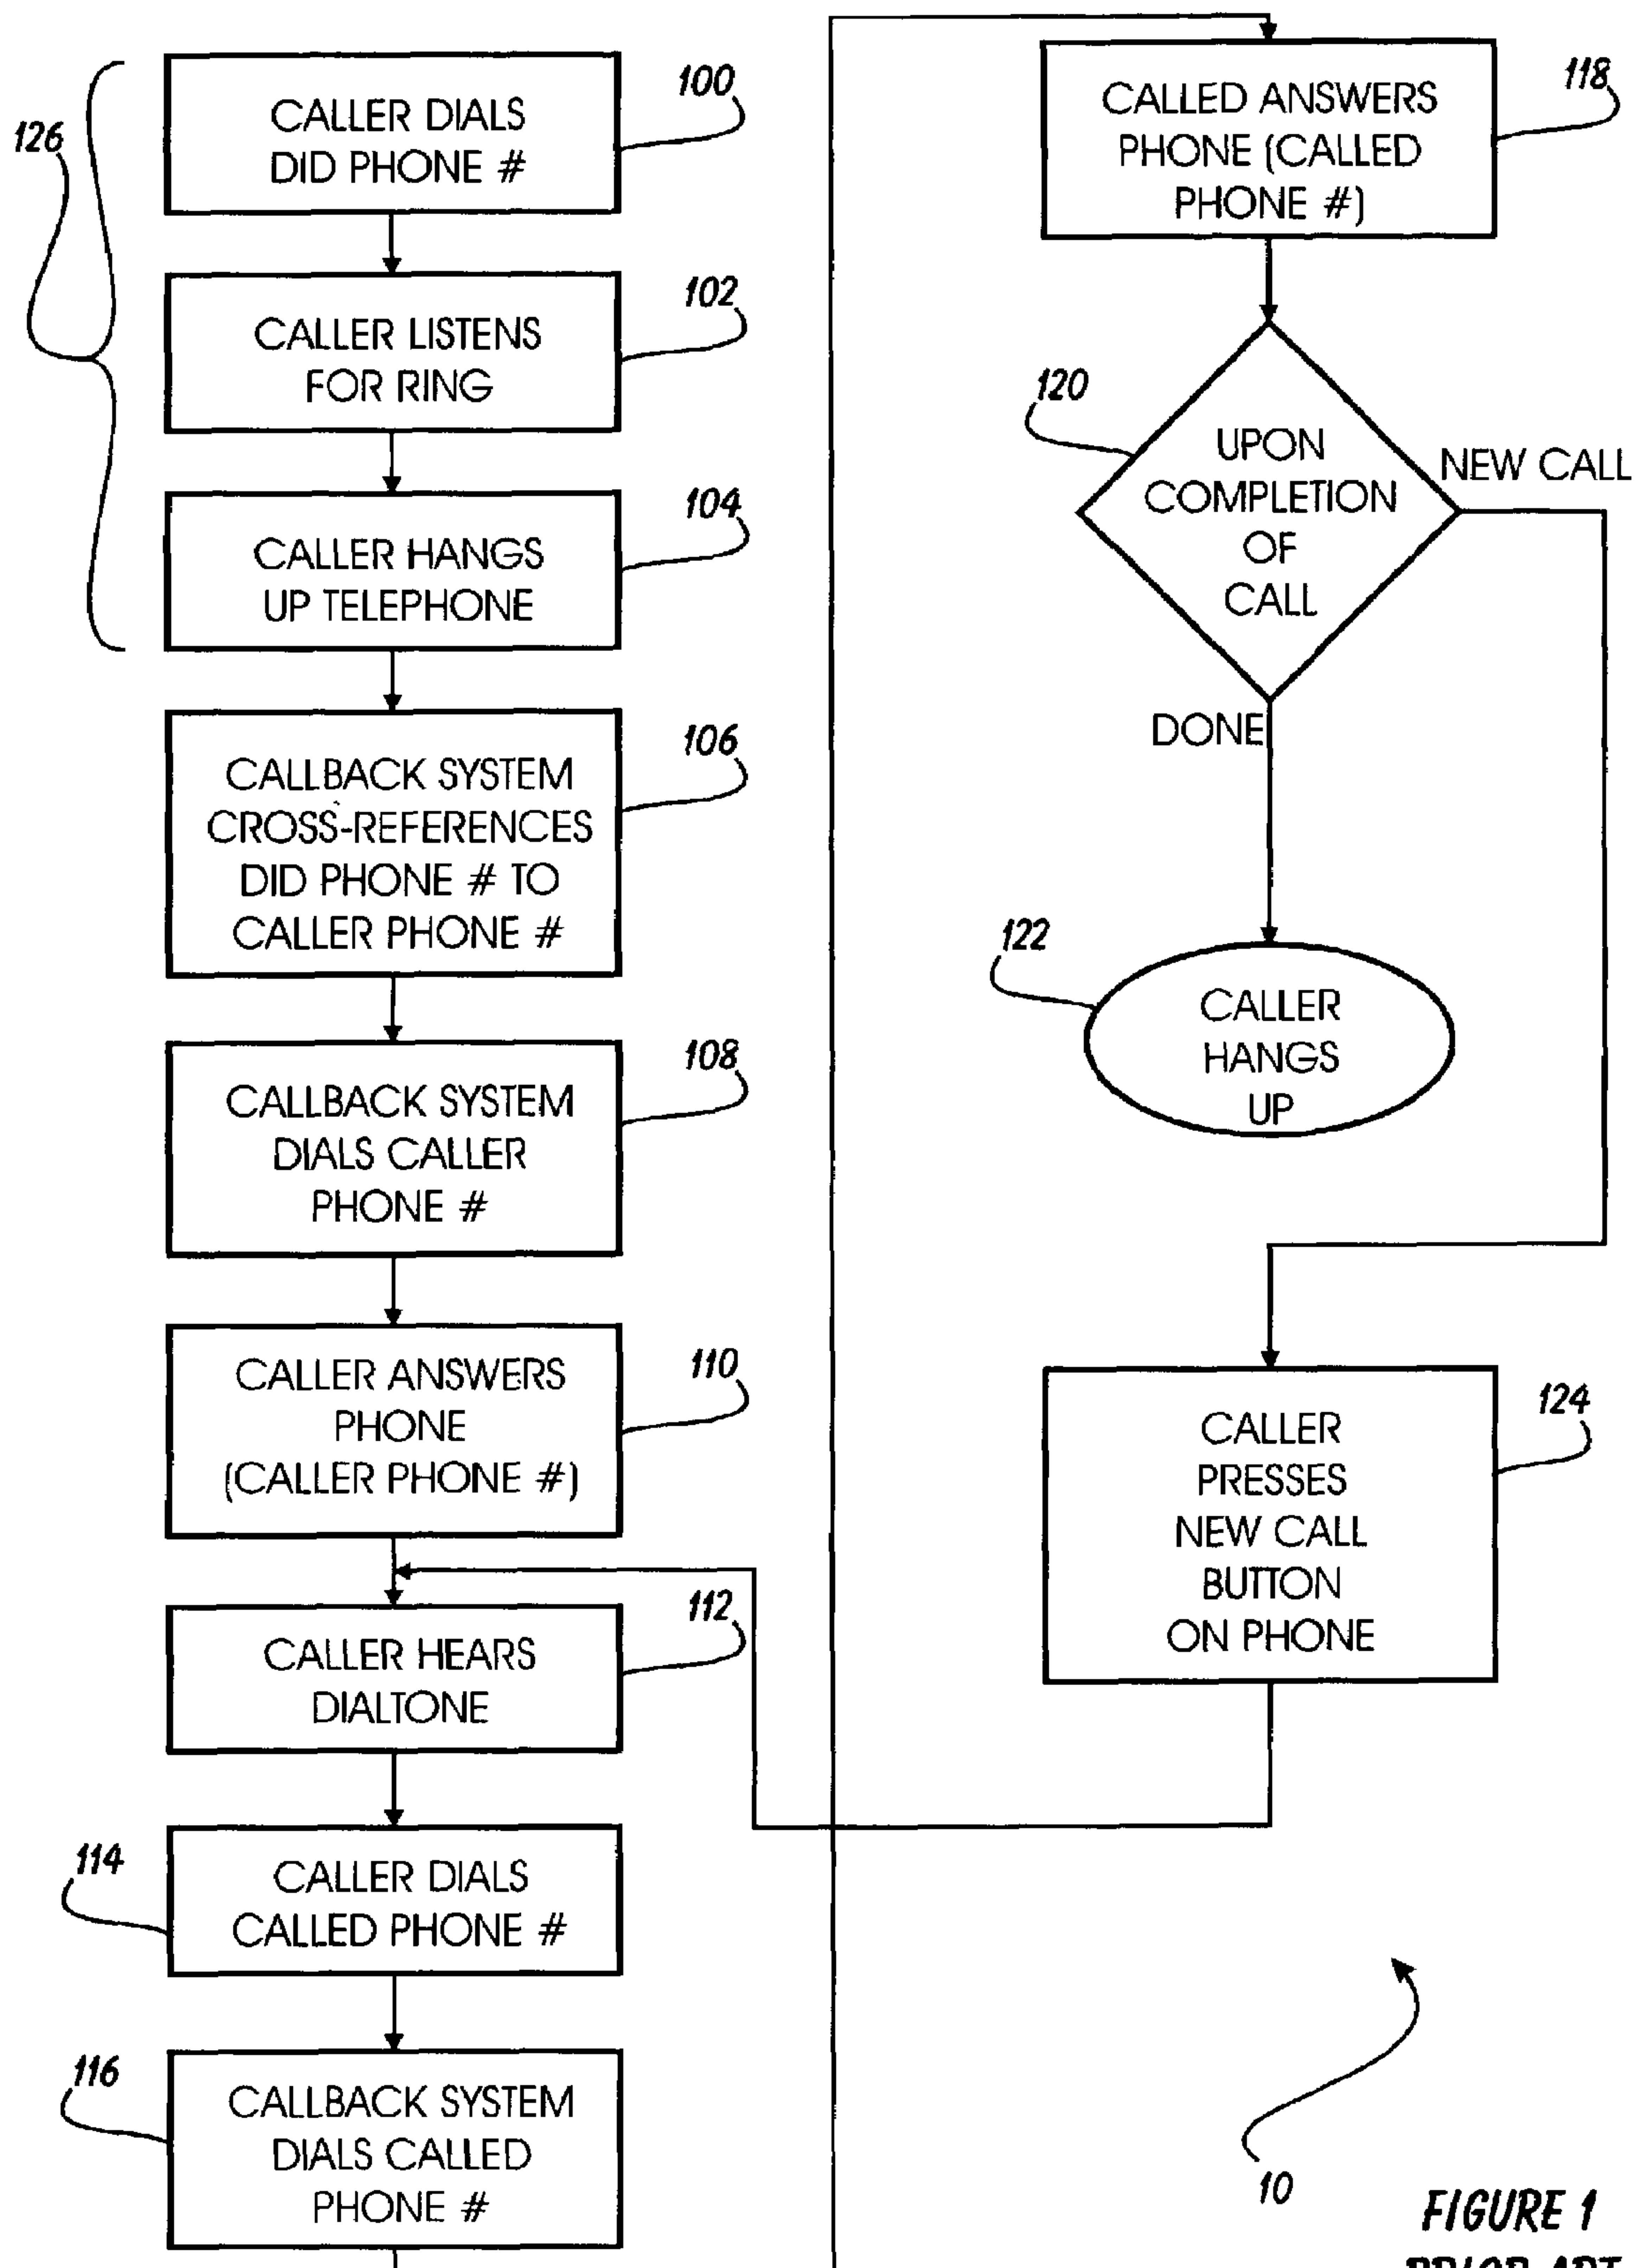 126
100
CALLER DIALS
DID PHONE #
102
CALLER LISTENS
FOR RING
104
CALLER HANGS
UP TELEPHONE
106
CALLBACK SYSTEM
CROSS-REFERENCES
DID PHONE # TO
CALLER PHONE #
108
CALLBACK SYSTEM
DIALS CALLER
PHONE #
110
CALLER ANSWERS
PHONE
(CALLER PHONE #)
112
CALLER HEARS
DIALTONE
114
CALLER DIALS
CALLED PHONE #
116
CALLBACK SYSTEM
DIALS CALLED
PHONE #
118
CALLED ANSWERS
PHONE (CALLED
PHONE #)
120
UPON
COMPLETION
OF
CALL
NEW CALL
DONE
122
CALLER
HANGS
UP
124
CALLER
PRESSES
NEW CALL
BUTTON
ON PHONE
10
FIGURE 1
PRIOR ART